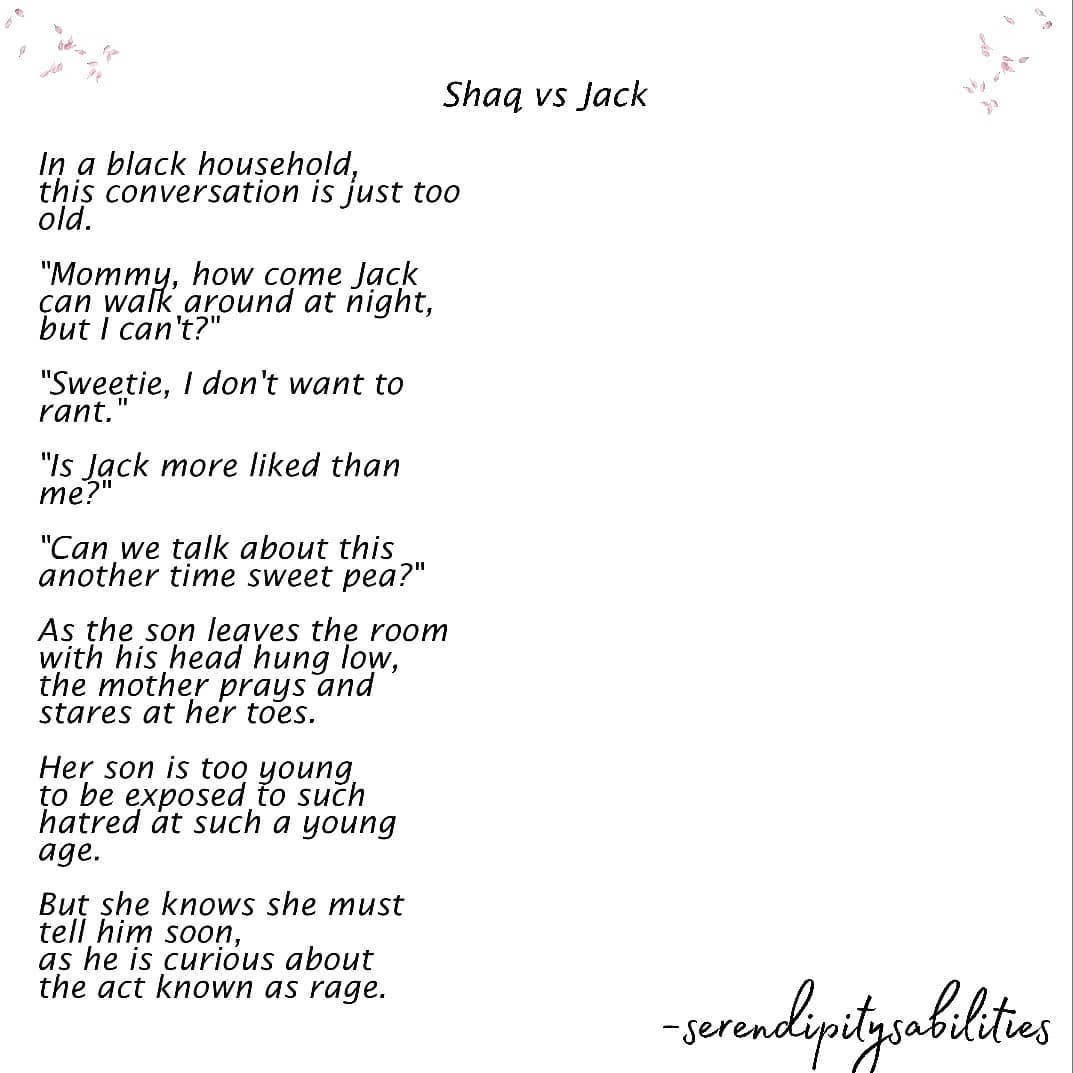 Shaq vs Jack
In a black household,
this conversation is just too
old.
"Mommy, how come Jack
can walk around at night,
but I can't?"
"Sweetie, I don't want to
rant."
"Is Jack more liked than
me?"
"Can we talk about this
another time sweet pea?"
As the son leaves the room
with his head hung low,
the mother prays and
stares at her toes.
Her son is too young
to be exposed to such
hatred at such a young
age.
But she knows she must
tell him soon,
as he is curious about
the act known as rage.
-serendipitysabilities